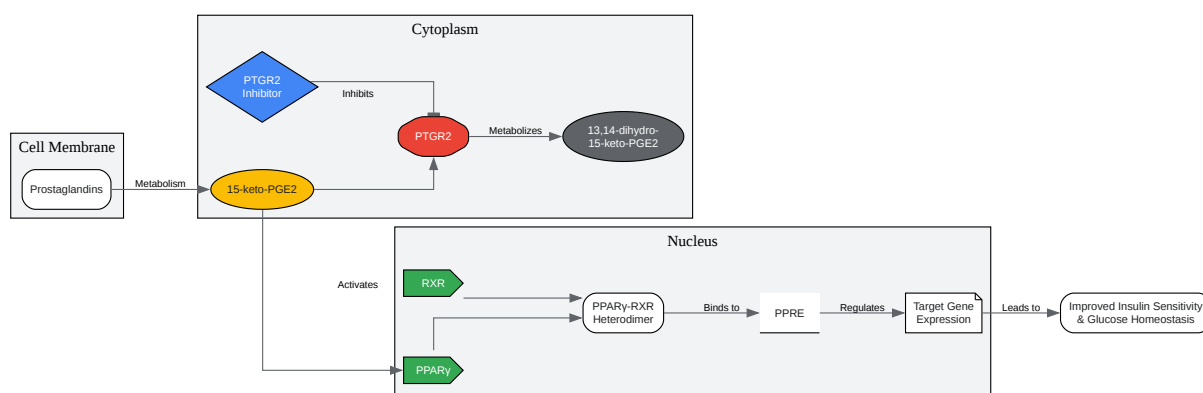 Cytoplasm
PTGR2
Inhibitor
Inhibits
PTGR2
Metabolizes
13,14-dihydro-
15-keto-PGE2
Cell Membrane
Prostaglandins
Metabolism
15-keto-PGE2
Nucleus
Activates
RXR
PPARγ-RXR
Heterodimer
Binds to
PPRE
Regulates
Target Gene
Expression
Leads to
Improved Insulin Sensitivity
& Glucose Homeostasis
PPARγ